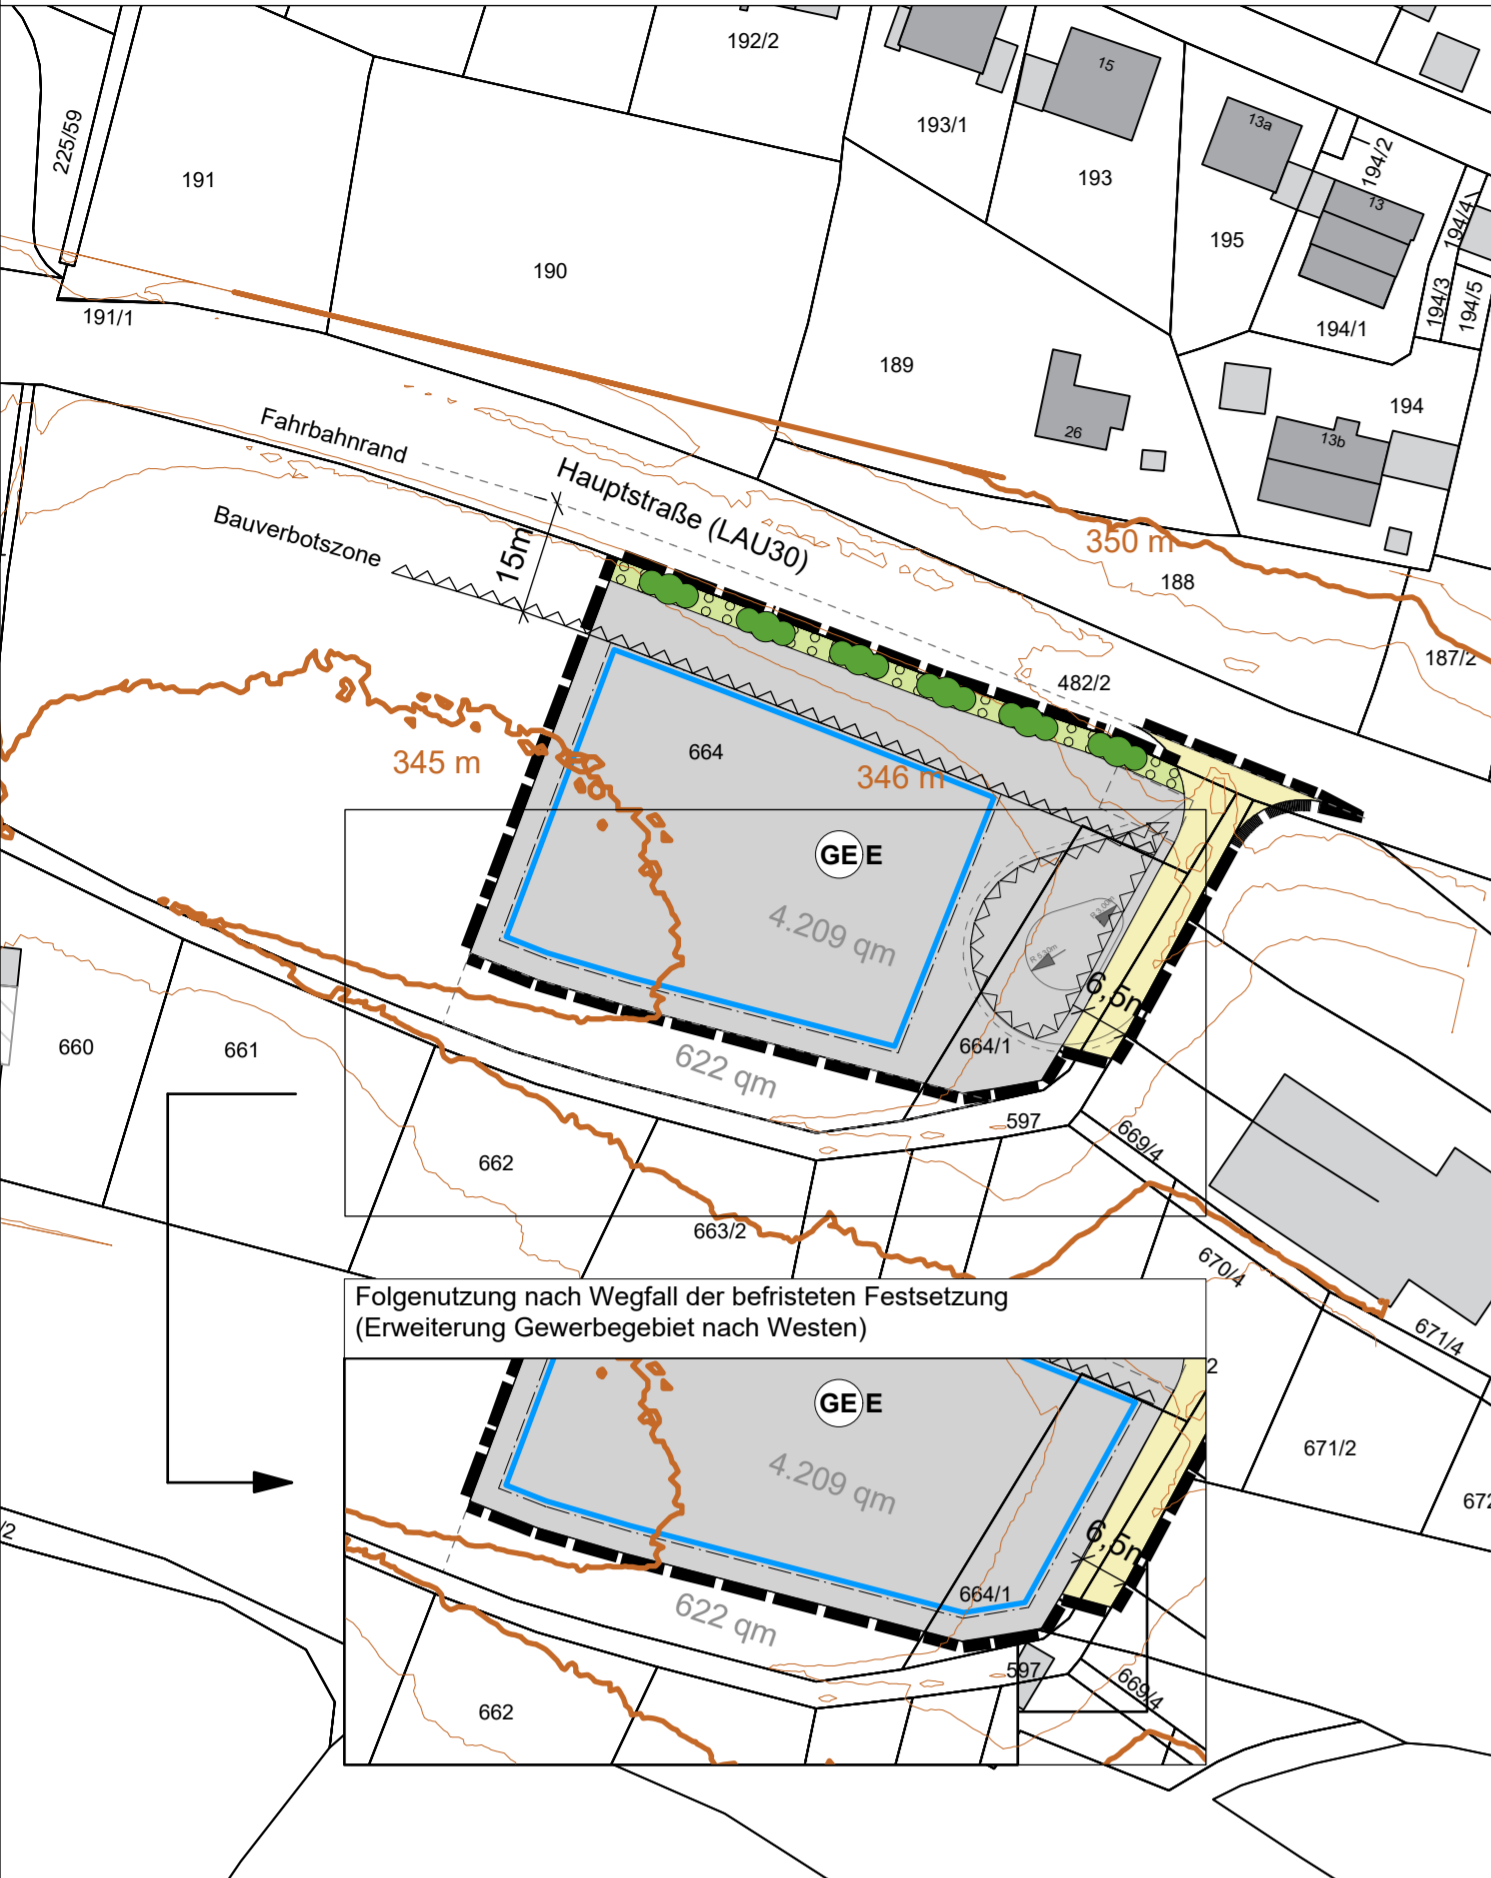 192/2
15
193/1
13a
225/59
194/2
191
193
13
194/4
195
190
194/3
194/5
191/1
194/1
189
194
Fahrbahnrand
26
13b
Hauptstraße (LAU30)
Bauverbotszone
15m
350 m
188
187/2
482/2
664
345 m
346 m
GE E
4.209 qm
R 3.00m
6,5m
660
661
664/1
622 qm
597
669/4
662
663/2
670/4
Folgenutzung nach Wegfall der befristeten Festsetzung
(Erweiterung Gewerbegebiet nach Westen)
671/4
2
GE E
671/2
4.209 qm
672
/2
6,5m
664/1
622 qm
597
669/4
662